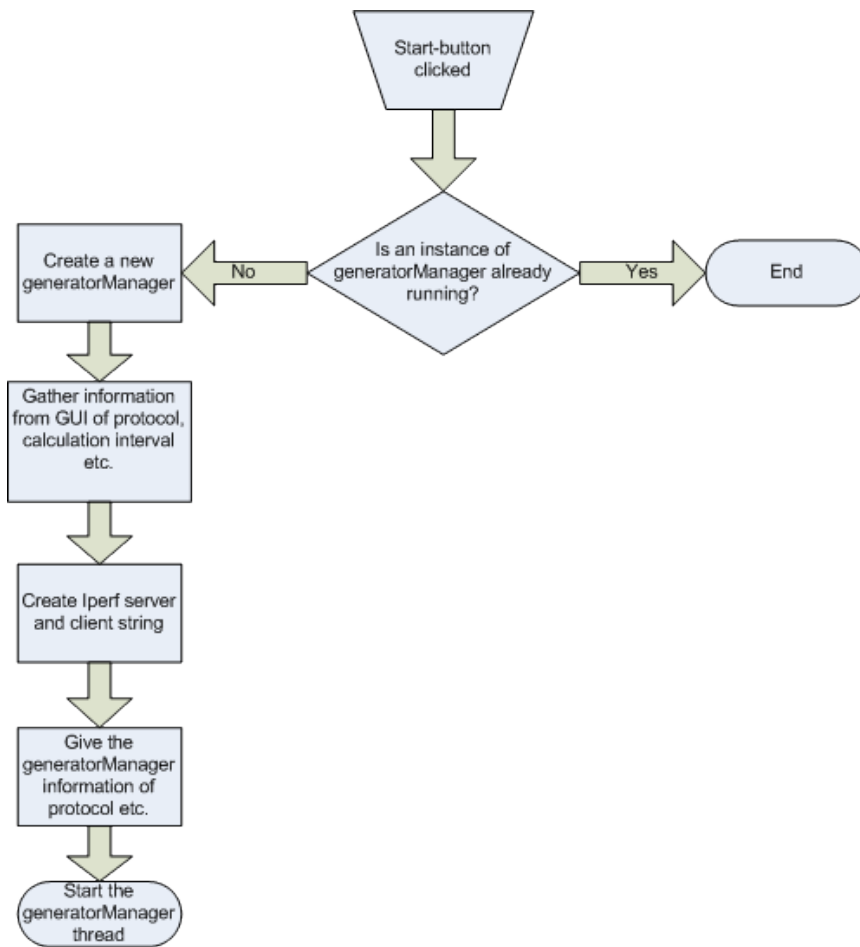 Start-button
clicked
Is an instance of
generatorManager already
running?
No
Yes
End
Create a new
generatorManager
Gather information
from GUI of protocol,
calculation interval
etc.
Create Iperf server
and client string
Give the
generatorManager
information of
protocol etc.
Start the
generatorManager
thread